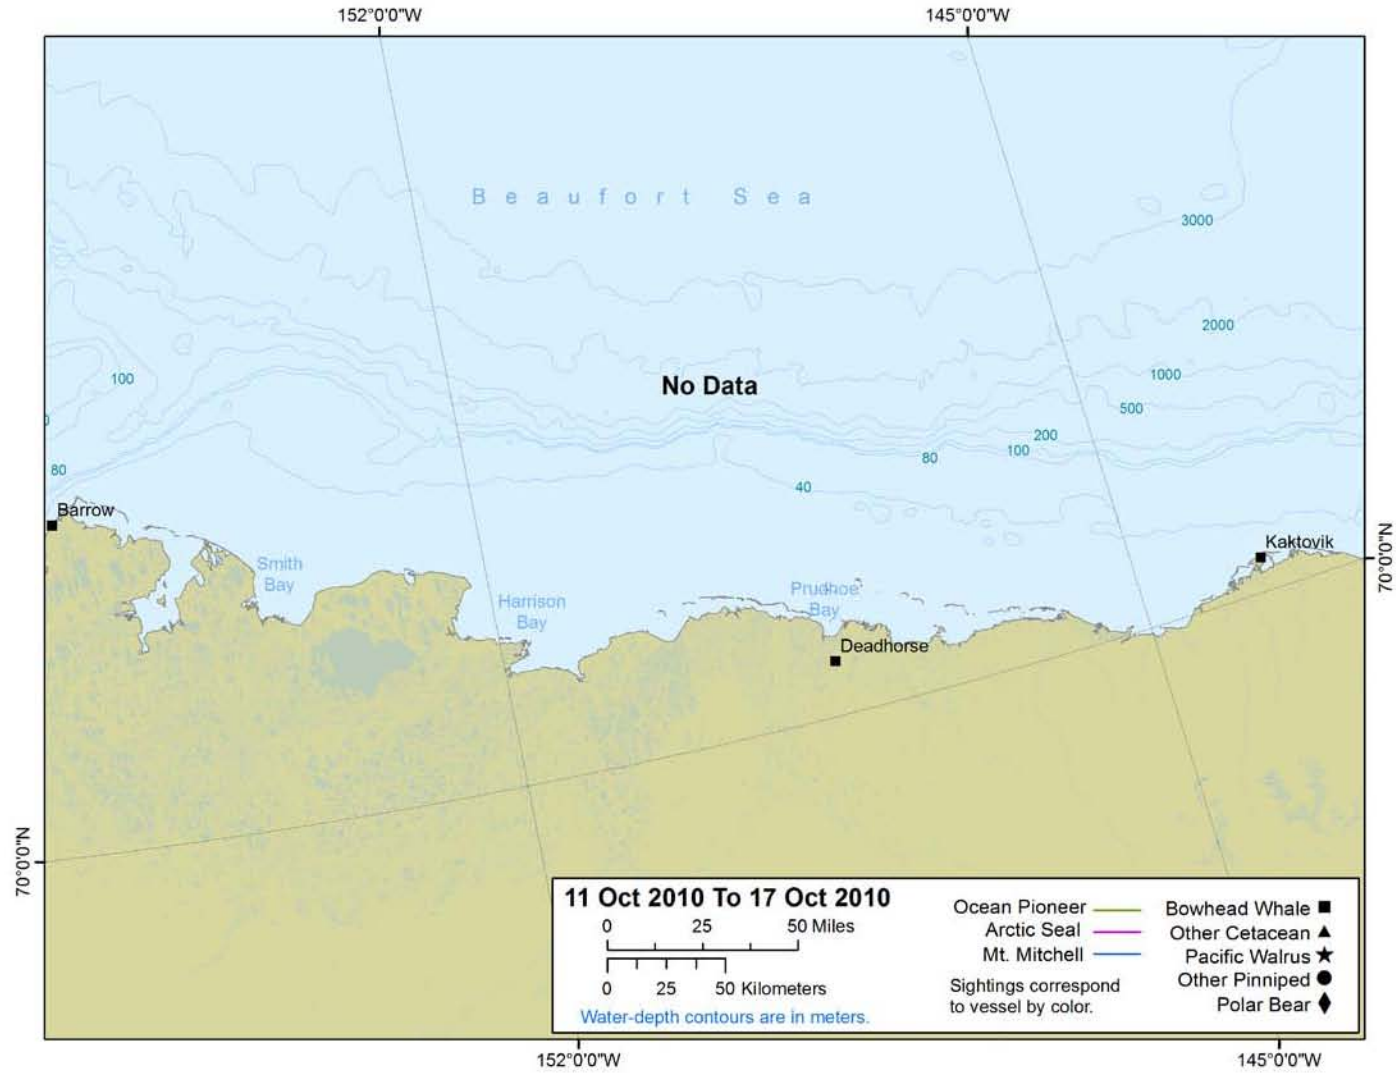 152°0'0"W
145°0'0"W
Beaufort Sea
3000
2000
No Data
100
1000
500
200
100
80
80
40
Barrow
Kaktovik
70°0'0"N
Smith
Bay
Harrison
Bay
Prudhoe
Bay
Deadhorse
70°0'0"N
11 Oct 2010 To 17 Oct 2010
0 25 50 Miles
0 25 50 Kilometers
Water-depth contours are in meters.
Ocean Pioneer
Arctic Seal
Mt. Mitchell
Sightings correspond
to vessel by color.
Bowhead Whale
Other Cetacean
Pacific Walrus
Other Pinniped
Polar Bear
152°0'0"W
145°0'0"W